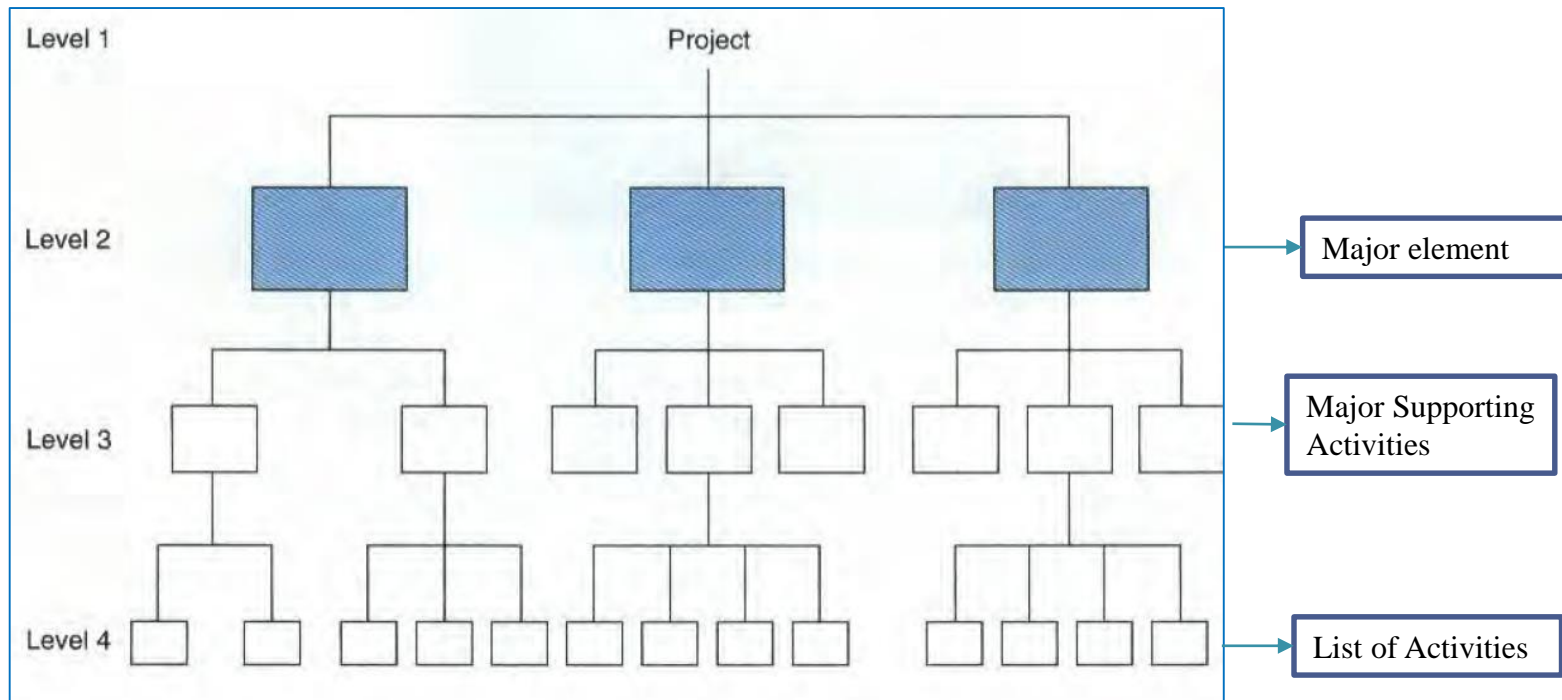 Level 1
Project
Level 2
Major element
Level 3
Major Supporting
Activities
Level 4
List of Activities